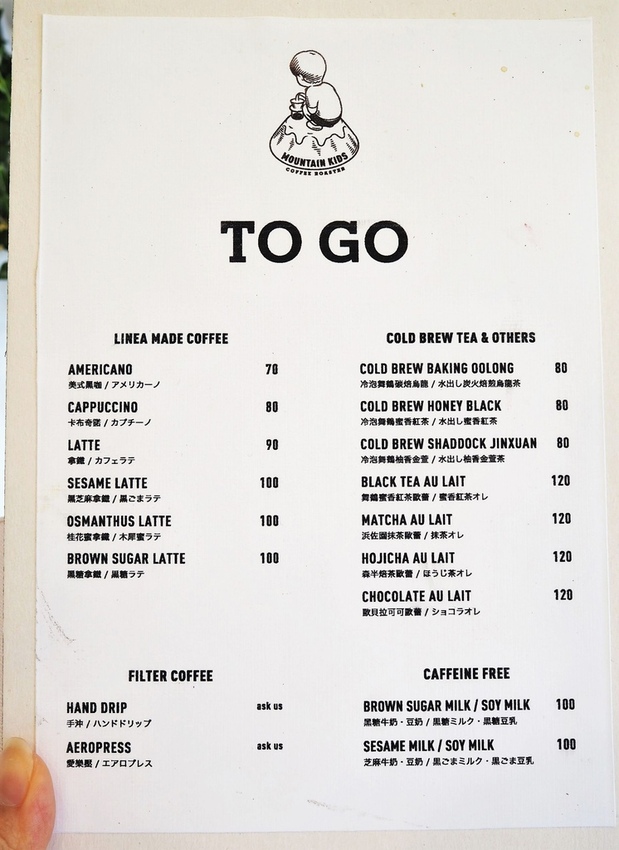 MOUNTAIN KIDS
COFFEE ROASTER
TO GO
LINEA MADE COFFEE
AMERICANO 70
美式黑咖 / アメリカーノ
CAPPUCCINO 80
卡布奇諾 / カプチーノ
LATTE 90
拿鐵 / カフェラテ
SESAME LATTE 100
黑芝麻拿鐵 / 黒ごまラテ
OSMANTHUS LATTE 100
桂花蜜拿鐵 / 木犀蜜ラテ
BROWN SUGAR LATTE 100
黑糖拿鐵 / 黒糖ラテ
FILTER COFFEE
HAND DRIP ask us
手沖 / ハンドドリップ
AEROPRESS ask us
愛樂壓 / エアロプレス
COLD BREW TEA & OTHERS
COLD BREW BAKING OOLONG 80
冷泡舞鶴碳焙烏龍 / 水出し炭火焙煎烏龍茶
COLD BREW HONEY BLACK 80
冷泡舞鶴蜜香紅茶 / 水出し蜜香紅茶
COLD BREW SHADDOCK JINXUAN 80
冷泡舞鶴柚香金萱 / 水出し柚香金萱茶
BLACK TEA AU LAIT 120
舞鶴蜜香紅茶歐蕾 / 蜜香紅茶オレ
MATCHA AU LAIT 120
浜佐園抹茶歐蕾 / 抹茶オレ
HOJICHA AU LAIT 120
森半焙茶歐蕾 / ほうじ茶オレ
CHOCOLATE AU LAIT 120
歐貝拉可可歐蕾 / ショコラオレ
CAFFEINE FREE
BROWN SUGAR MILK / SOY MILK 100
黑糖牛奶・豆奶 / 黒糖ミルク・黒糖豆乳
SESAME MILK / SOY MILK 100
芝麻牛奶・豆奶 / 黒ごまミルク・黒ごま豆乳